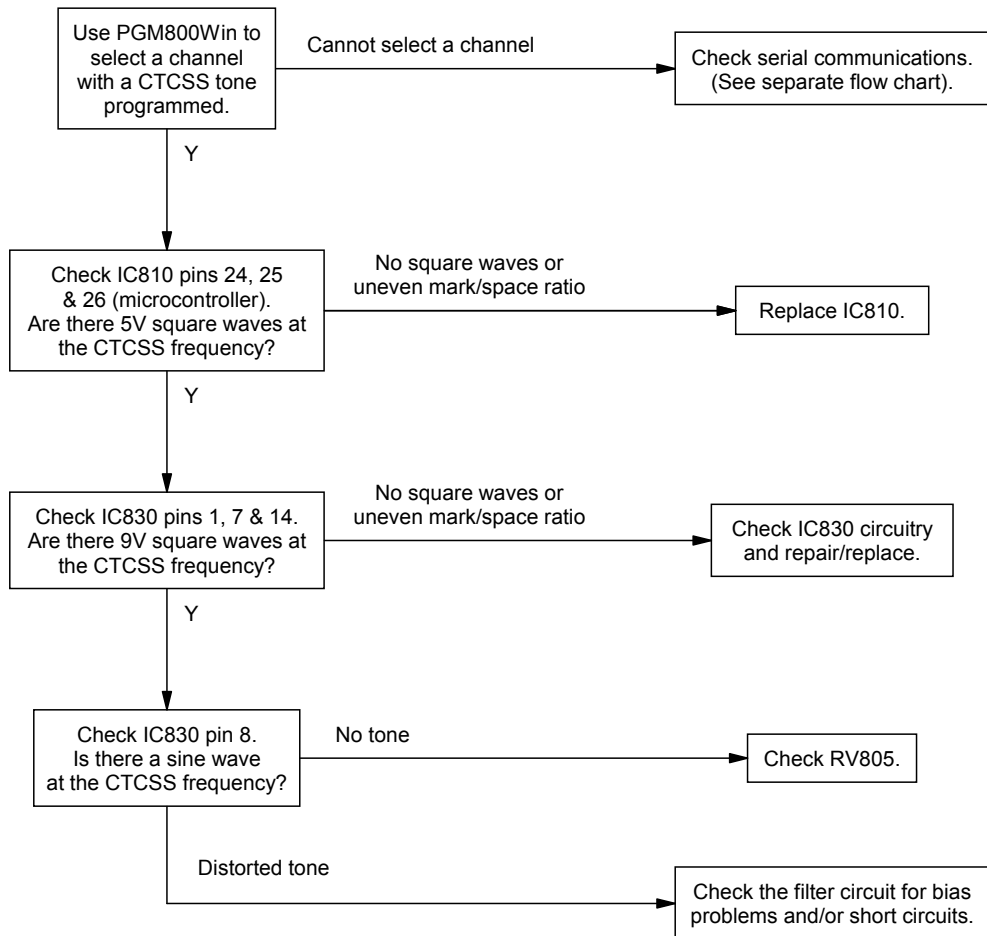 Use PGM800Win to
select a channel
with a CTCSS tone
programmed.
Cannot select a channel
Check serial communications.
(See separate flow chart).
Y
Check IC810 pins 24, 25
& 26 (microcontroller).
Are there 5V square waves at
the CTCSS frequency?
No square waves or
uneven mark/space ratio
Replace IC810.
Y
Check IC830 pins 1, 7 & 14.
Are there 9V square waves at
the CTCSS frequency?
No square waves or
uneven mark/space ratio
Check IC830 circuitry
and repair/replace.
Y
Check IC830 pin 8.
Is there a sine wave
at the CTCSS frequency?
No tone
Check RV805.
Distorted tone
Check the filter circuit for bias
problems and/or short circuits.